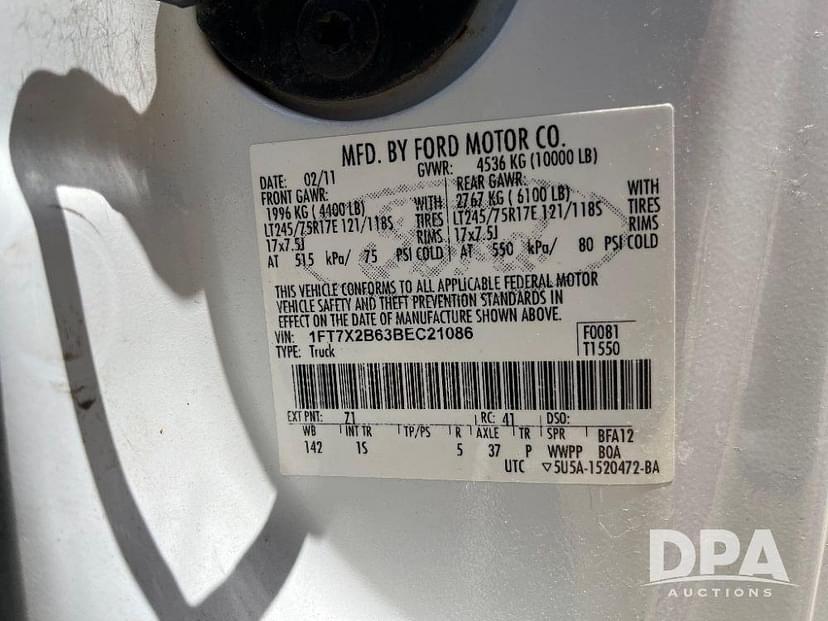 MFD. BY FORD MOTOR CO.
DATE: 02/11 GVWR: 4536 KG (10000 LB)
FRONT GAWR: REAR GAWR:
1996 KG (4400 LB) WITH 2767 KG (6100 LB) WITH
LT245/75R17E 121/118S TIRES LT245/75R17E 121/118S TIRES
17x7.5J RIMS 17x7.5J RIMS
AT 515 kPa/ 75 PSI COLD AT 550 kPa/ 80 PSI COLD
THIS VEHICLE CONFORMS TO ALL APPLICABLE FEDERAL MOTOR
VEHICLE SAFETY AND THEFT PREVENTION STANDARDS IN
EFFECT ON THE DATE OF MANUFACTURE SHOWN ABOVE.
VIN: 1FT7X2B63BEC21086 F0081
TYPE: Truck T1550
EXT PNT: Z1 RC: 41 DSO:
WB INT TR TP/PS R AXLE TR SPR BFA12
142 1S 5 37 P WWPP BOA
UTC ▽5U5A-1520472-BA
DPA
AUCTIONS